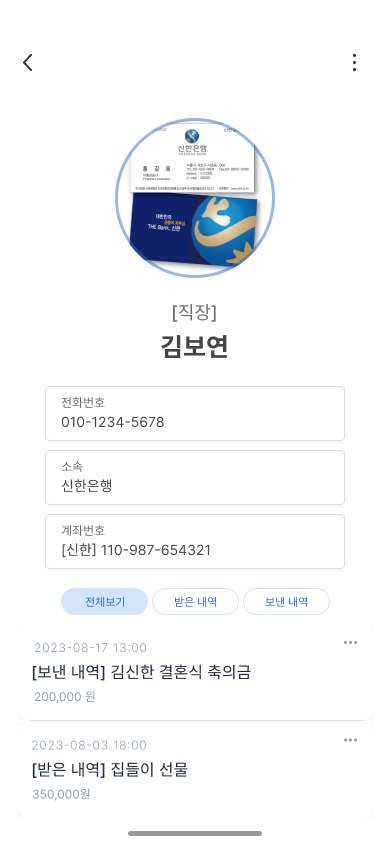 신한은행
홍 길 동
대한민국
THE Bank, 신한
[직장]
김보연
전화번호
010-1234-5678
소속
신한은행
계좌번호
[신한] 110-987-654321
전체보기
받은 내역
보낸 내역
2023-08-17 13:00
[보낸 내역] 김신한 결혼식 축의금
200,000 원
2023-08-03 18:00
[받은 내역] 집들이 선물
350,000원